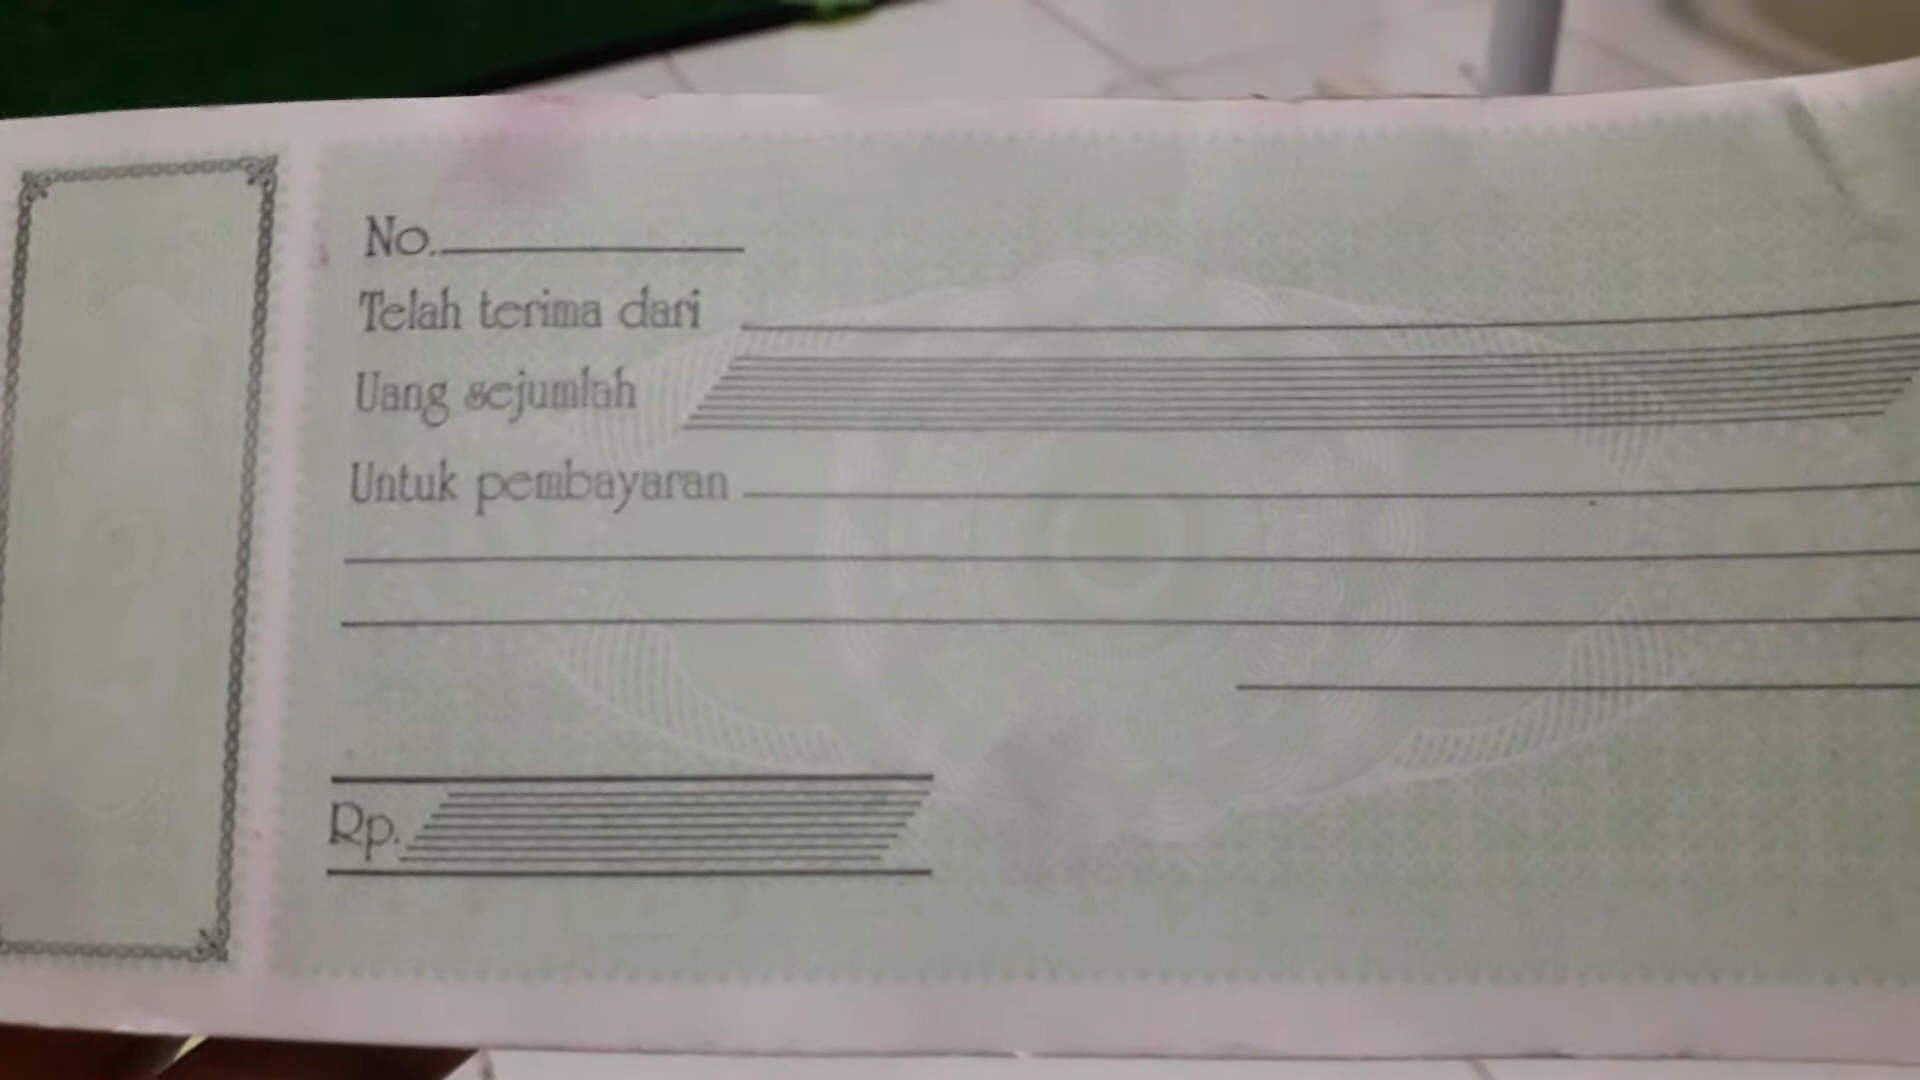 No.
Telah terima dari
Uang sejumlah
Untuk pembayaran
Rp.